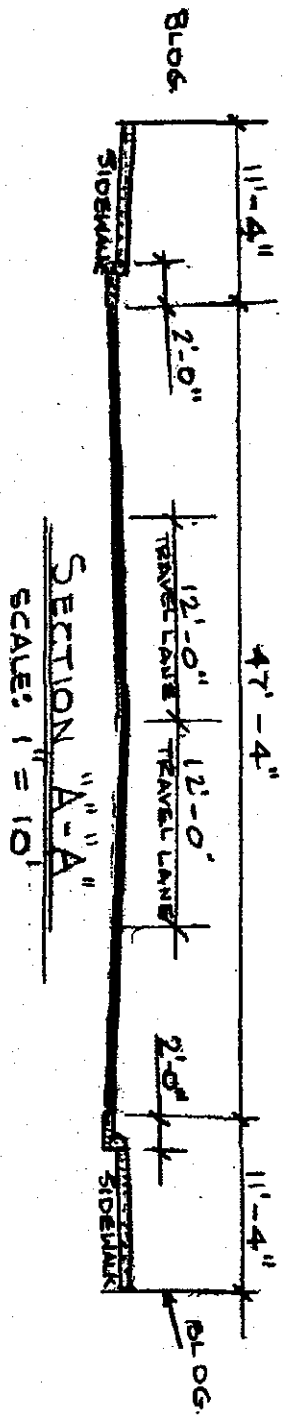 11'-4" 47'-4" 11'-4"
2'-0" 12'-0" 12'-0" 2'-0"
TRAVEL LANE TRAVEL LANE
BLDG. BLDG.
SIDEWALK SIDEWALK
SECTION "A-A"
SCALE: 1" = 10'